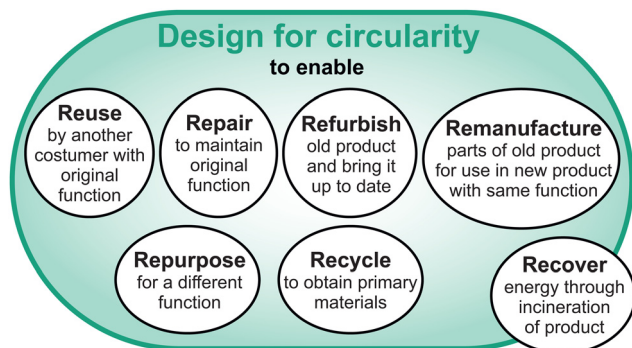 Design for circularity
to enable
Reuse
by another
costumer with
original
function
Repair
to maintain
original
function
Refurbish
old product
and bring it
up to date
Remanufacture
parts of old product
for use in new product
with same function
Repurpose
for a different
function
Recycle
to obtain primary
materials
Recover
energy through
incineration
of product